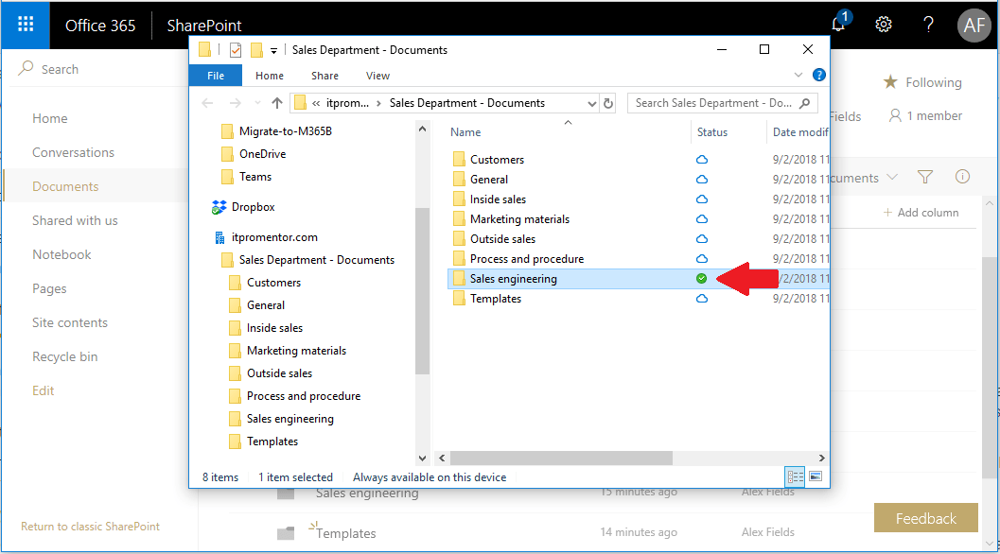 Office 365
SharePoint
1
?
AF
Search
Home
Conversations
Documents
Shared with us
Notebook
Pages
Site contents
Recycle bin
Edit
Return to classic SharePoint
Following
1 member
Add column
Sales Department - Documents
File Home Share View
?
« itprom... > Sales Department - Documents
Search Sales Department - Do...
Migrate-to-M365B
OneDrive
Teams
Dropbox
itpromentor.com
Sales Department - Documents
Customers
General
Inside sales
Marketing materials
Outside sales
Process and procedure
Sales engineering
Templates
Name Status Date modif
Customers 9/2/2018 11
General 9/2/2018 11
Inside sales 9/2/2018 11
Marketing materials 9/2/2018 11
Outside sales 9/2/2018 11
Process and procedure 9/2/2018 11
Sales engineering /2/2018 11
Templates 9/2/2018 11
8 items 1 item selected Always available on this device
Sales engineering 15 minutes ago Alex Fields
Templates 14 minutes ago Alex Fields
Feedback